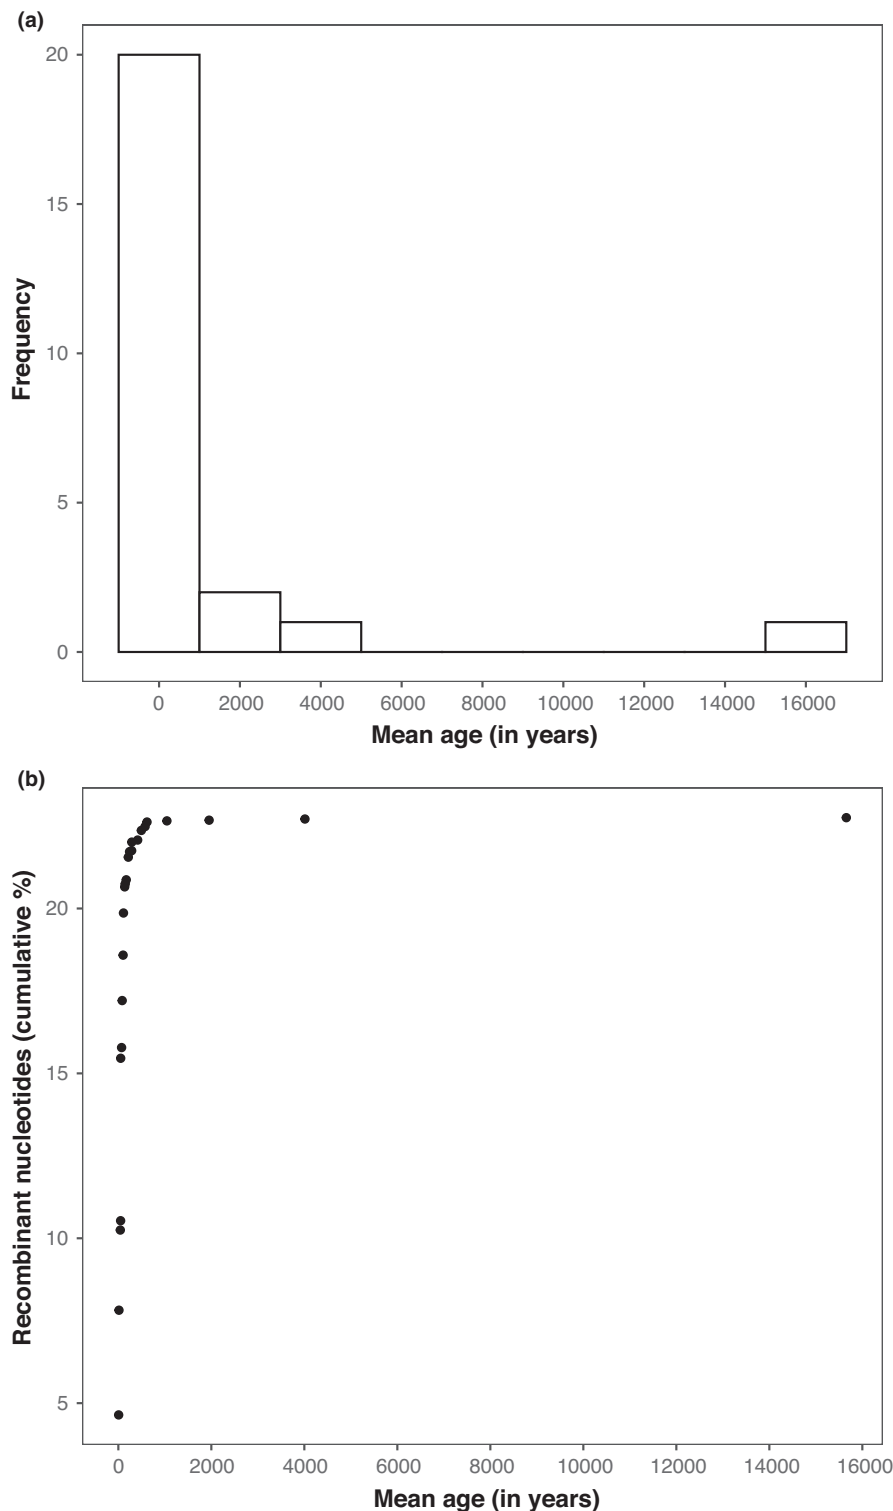 (a)
20
15
10
5
0
Frequency
0 2000 4000 6000 8000 10000 12000 14000 16000
Mean age (in years)
(b)
20
15
10
5
Recombinant nucleotides (cumulative %)
0 2000 4000 6000 8000 10000 12000 14000 16000
Mean age (in years)